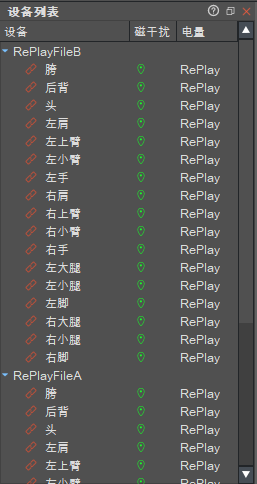 设备列表
设备 磁干扰 电量
RePlayFileB
胯 RePlay
后背 RePlay
头 RePlay
左肩 RePlay
左上臂 RePlay
左小臂 RePlay
左手 RePlay
右肩 RePlay
右上臂 RePlay
右小臂 RePlay
右手 RePlay
左大腿 RePlay
左小腿 RePlay
左脚 RePlay
右大腿 RePlay
右小腿 RePlay
右脚 RePlay
RePlayFileA
胯 RePlay
后背 RePlay
头 RePlay
左肩 RePlay
左上臂 RePlay
左小臂 RePlay